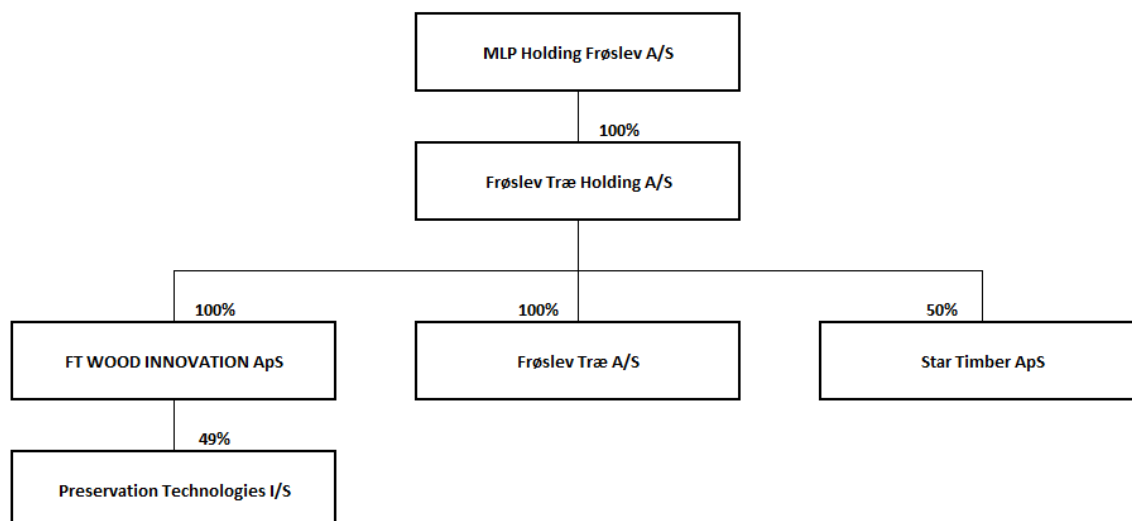 MLP Holding Frøslev A/S
100%
Frøslev Træ Holding A/S
100%
100%
50%
FT WOOD INNOVATION ApS
Frøslev Træ A/S
Star Timber ApS
49%
Preservation Technologies I/S